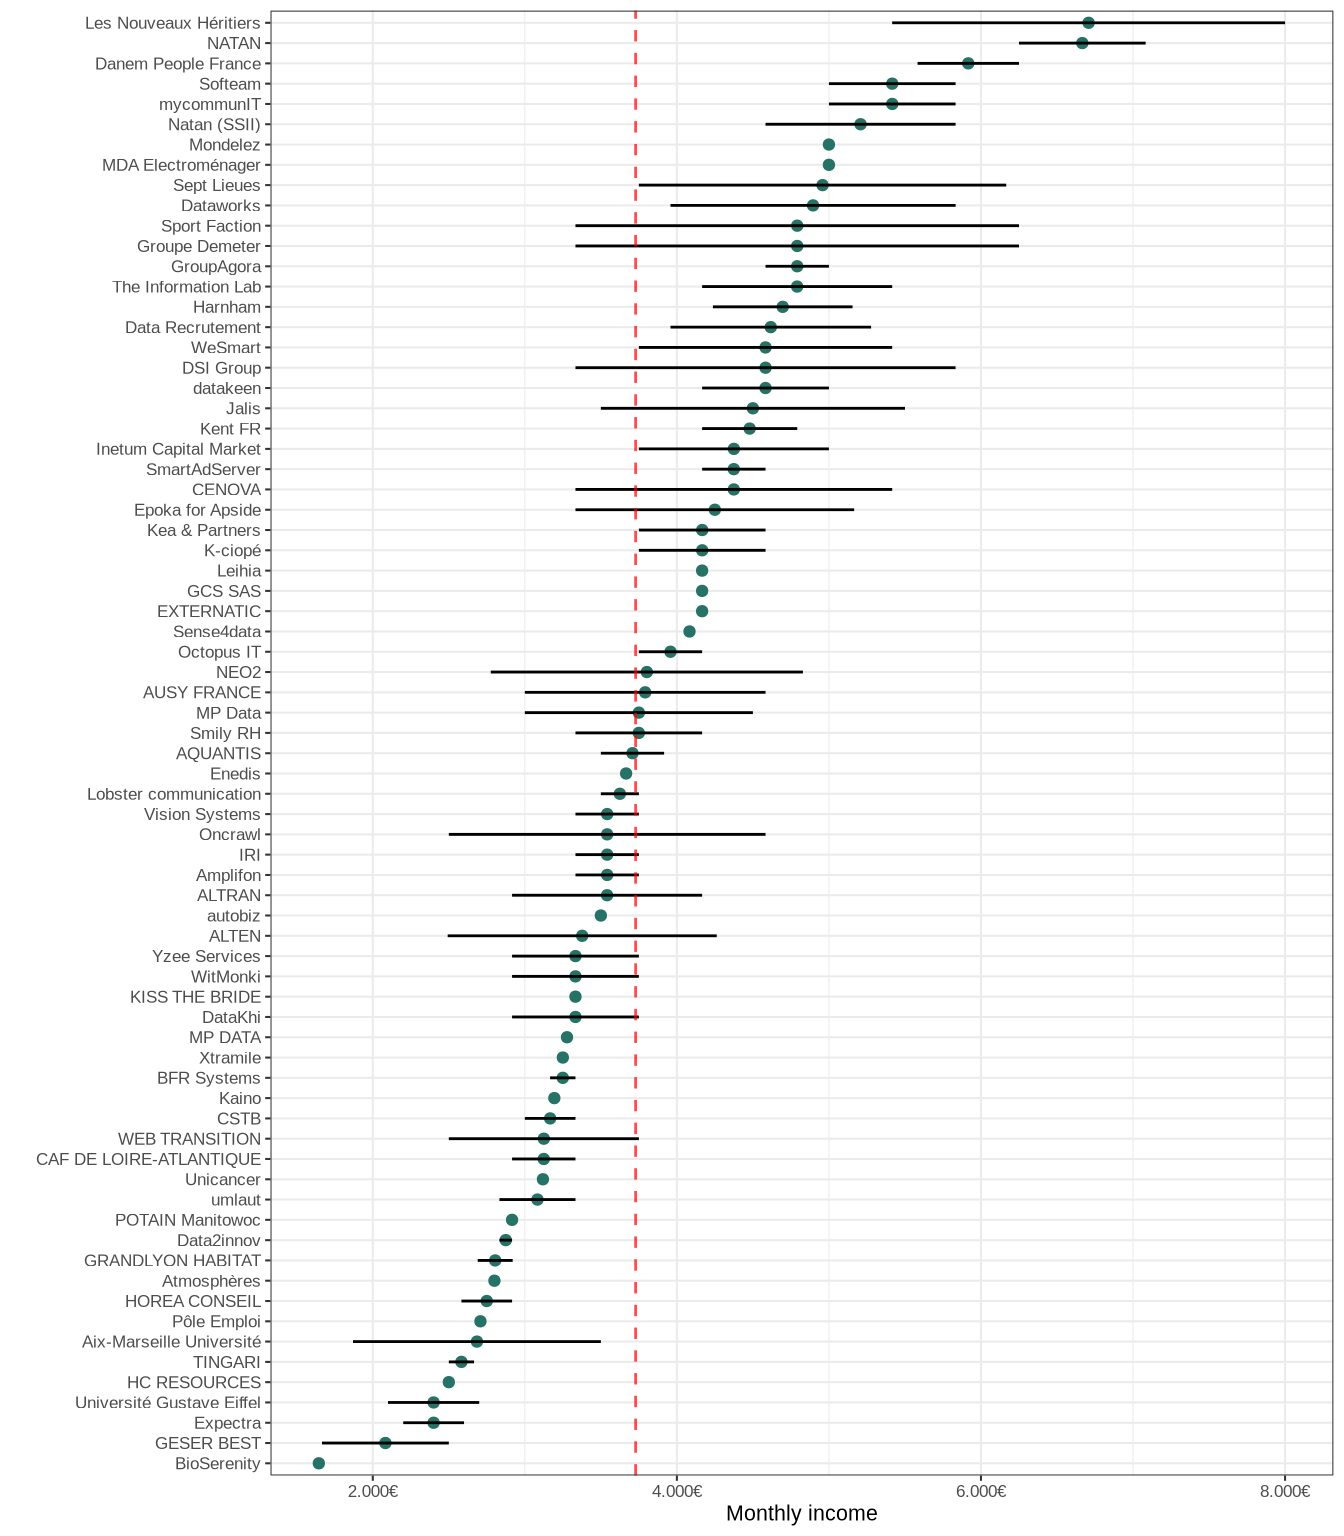 Les Nouveaux Héritiers
NATAN
Danem People France
Softeam
mycommunIT
Natan (SSII)
Mondelez
MDA Electroménager
Sept Lieues
Dataworks
Sport Faction
Groupe Demeter
GroupAgora
The Information Lab
Harnham
Data Recrutement
WeSmart
DSI Group
datakeen
Jalis
Kent FR
Inetum Capital Market
SmartAdServer
CENOVA
Epoka for Apside
Kea & Partners
K-ciopé
Leihia
GCS SAS
EXTERNATIC
Sense4data
Octopus IT
NEO2
AUSY FRANCE
MP Data
Smily RH
AQUANTIS
Enedis
Lobster communication
Vision Systems
Oncrawl
IRI
Amplifon
ALTRAN
autobiz
ALTEN
Yzee Services
WitMonki
KISS THE BRIDE
DataKhi
MP DATA
Xtramile
BFR Systems
Kaino
CSTB
WEB TRANSITION
CAF DE LOIRE-ATLANTIQUE
Unicancer
umlaut
POTAIN Manitowoc
Data2innov
GRANDLYON HABITAT
Atmosphères
HOREA CONSEIL
Pôle Emploi
Aix-Marseille Université
TINGARI
HC RESOURCES
Université Gustave Eiffel
Expectra
GESER BEST
BioSerenity
2.000€ 4.000€ 6.000€ 8.000€
Monthly income